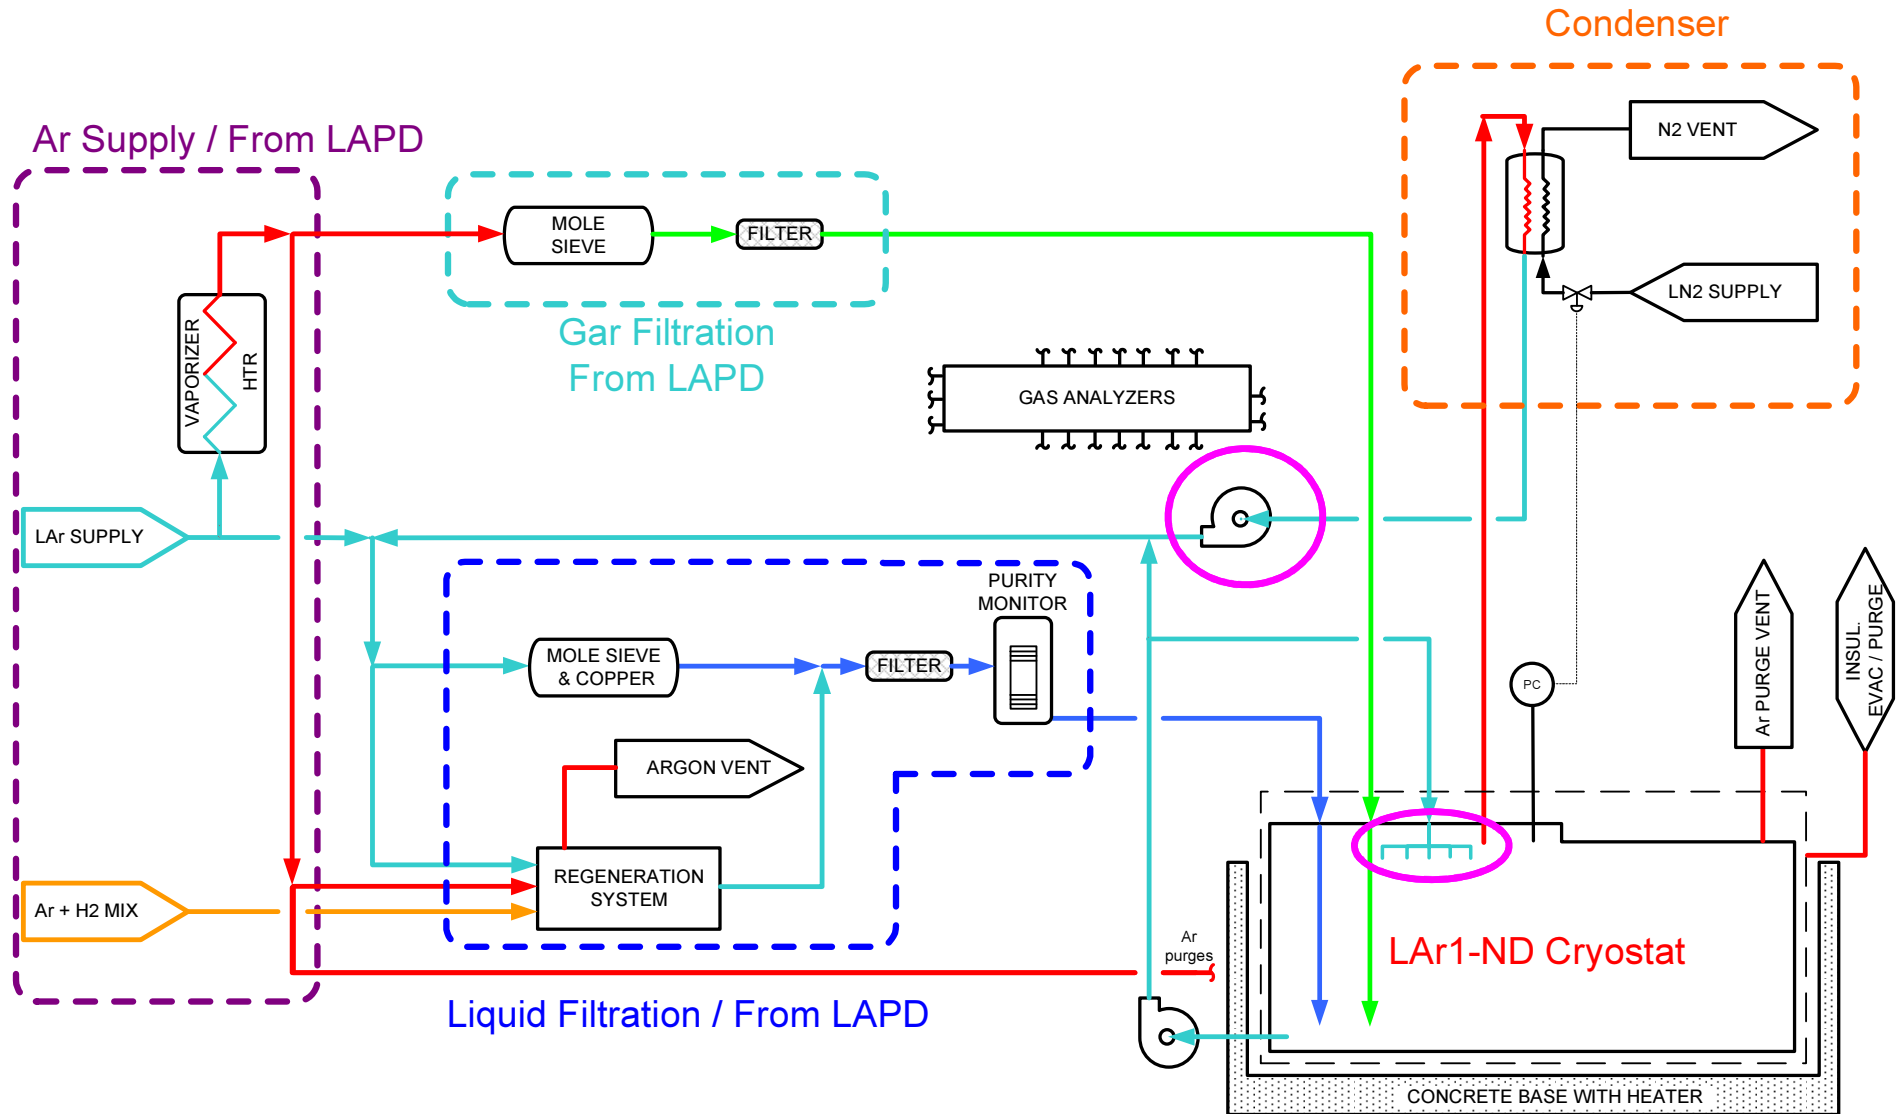 Condenser
N2 VENT
Ar Supply / From LAPD
MOLE
SIEVE
FILTER
LN2 SUPPLY
Gar Filtration
From LAPD
VAPORIZER
HTR
GAS ANALYZERS
LAr SUPPLY
PURITY
MONITOR
MOLE SIEVE
& COPPER
FILTER
PC
Ar PURGE VENT
INSUL.
EVAC / PURGE
ARGON VENT
REGENERATION
SYSTEM
Ar + H2 MIX
Ar
purges
LAr1-ND Cryostat
Liquid Filtration / From LAPD
CONCRETE BASE WITH HEATER